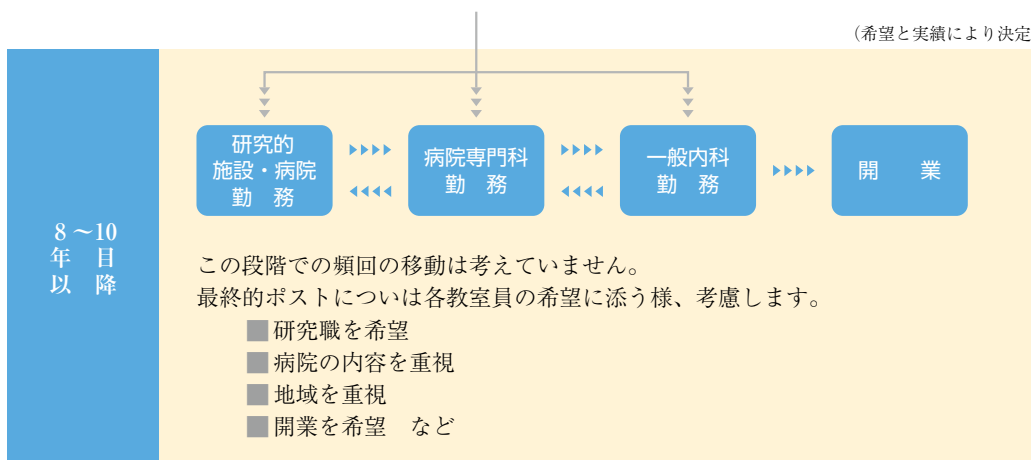 （希望と実績により決定
研究的
施設・病院
勤　務
病院専門科
勤　務
一般内科
勤　務
開　　業
8～10
年　目
以　降
この段階での頻回の移動は考えていません。
最終的ポストについは各教室員の希望に添う様、考慮します。
■研究職を希望
■病院の内容を重視
■地域を重視
■開業を希望　など